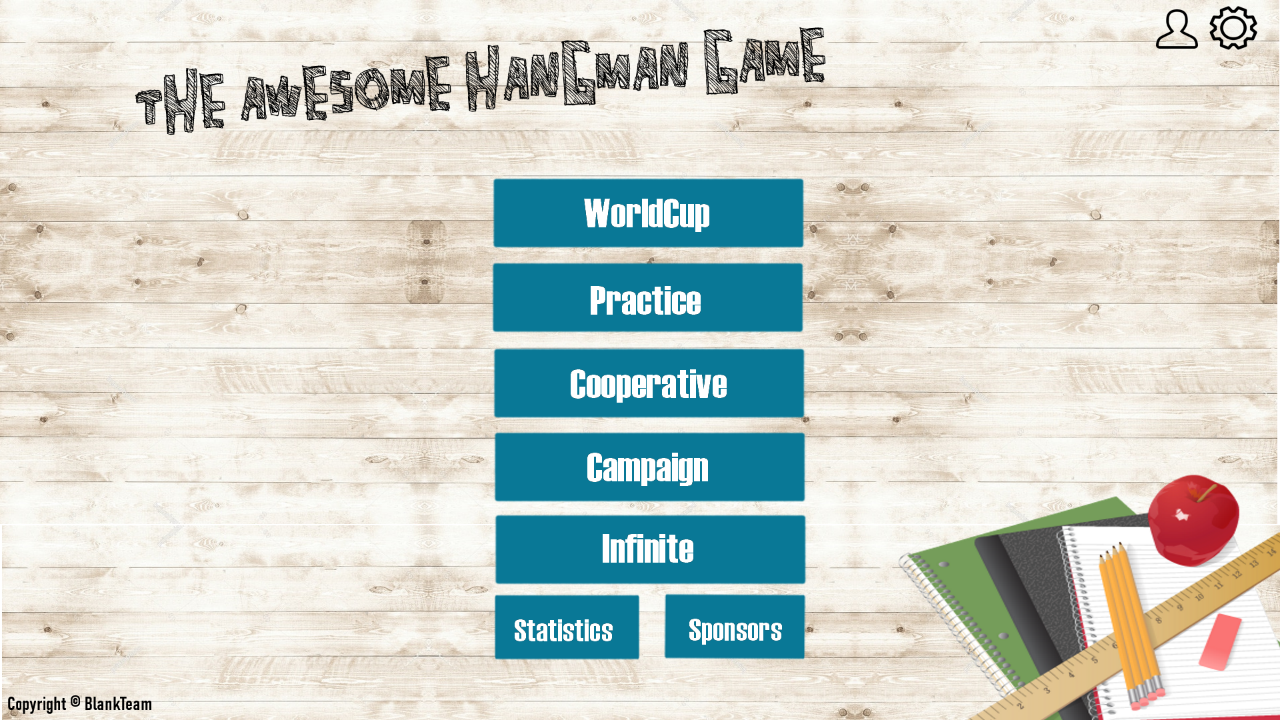 THE AWESOME HANGMAN GAME
WorldCup
Practice
Cooperative
Campaign
Infinite
Statistics
Sponsors
Copyright © BlankTeam